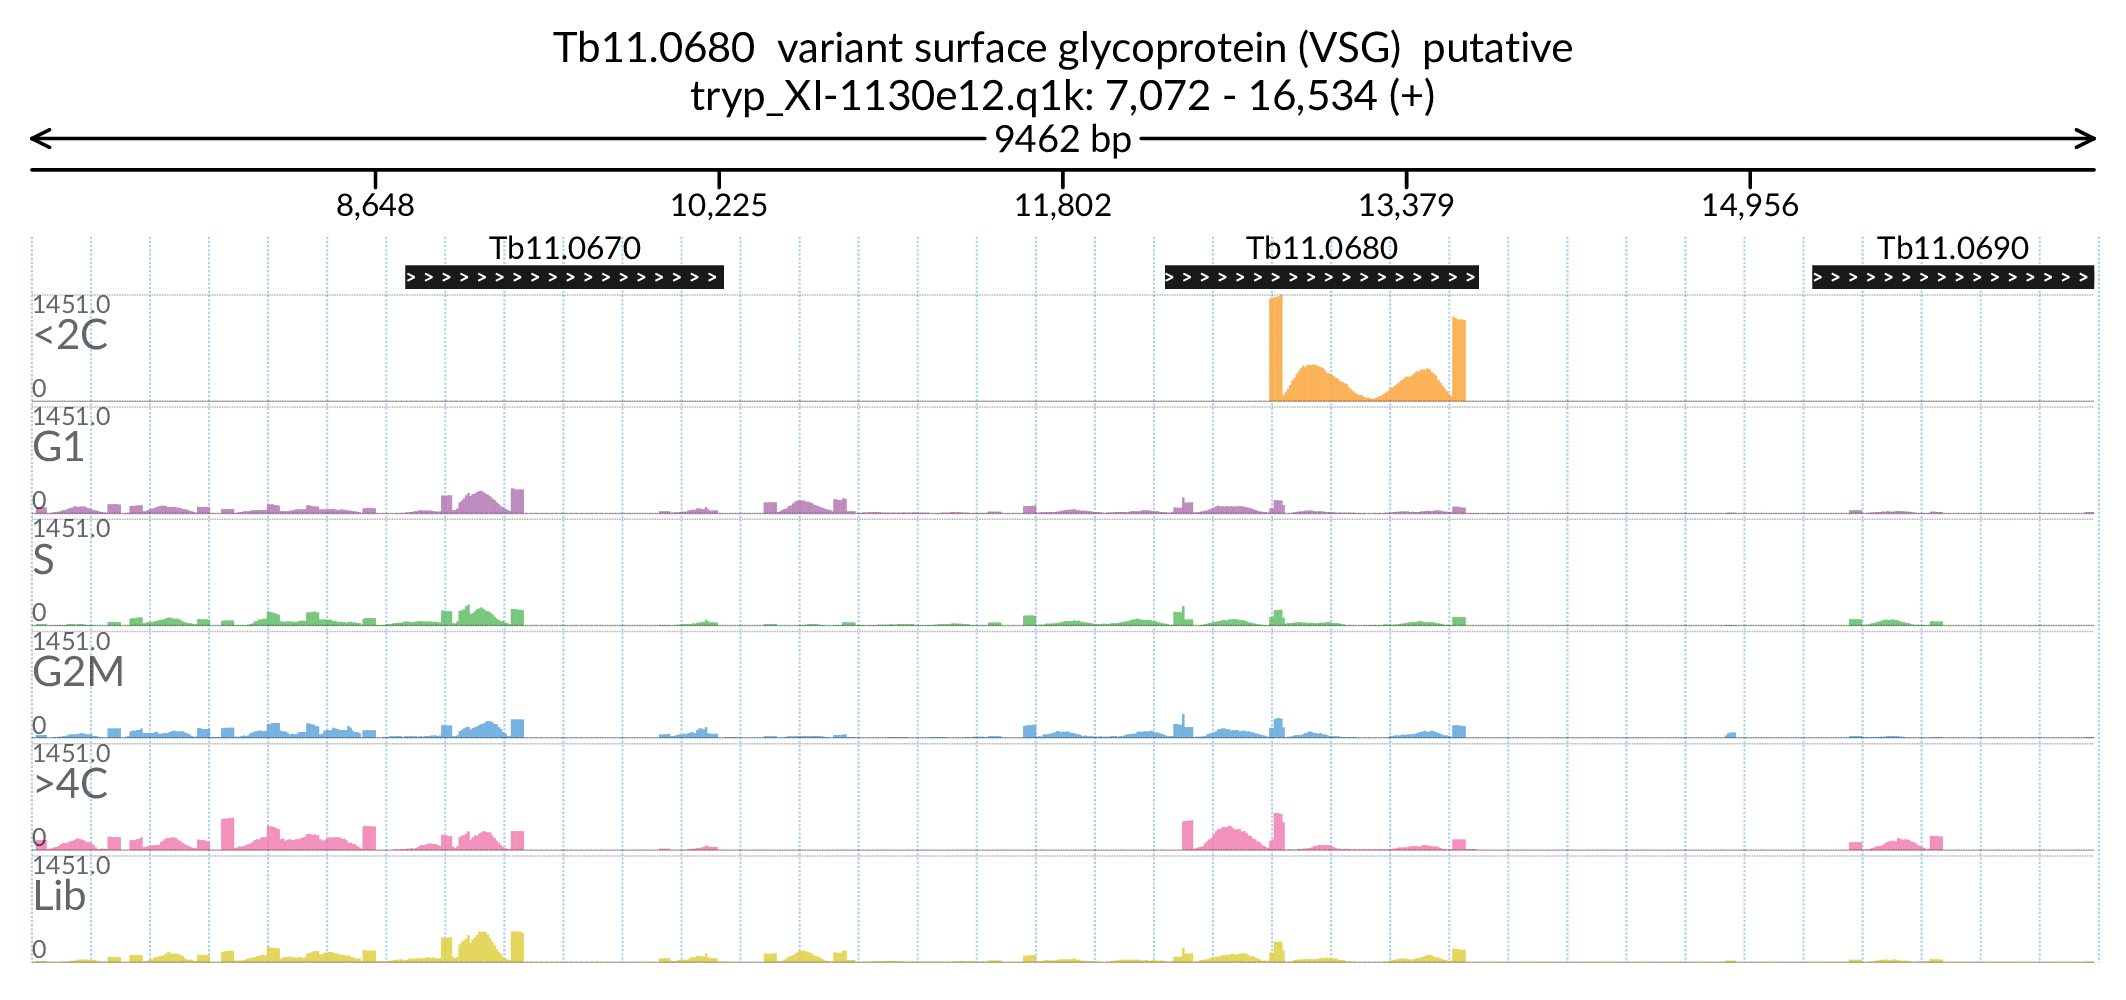 Tb11.0680 variant surface glycoprotein (VSG) putative
tryp_XI-1130e12.q1k: 7,072 - 16,534 (+)
9462 bp
8,648 10,225 11,802 13,379 14,956
Tb11.0670 Tb11.0680 Tb11.0690
1451.0
<2C
0
1451.0
G1
0
1451.0
S
0
1451.0
G2M
0
1451.0
>4C
0
1451.0
Lib
0